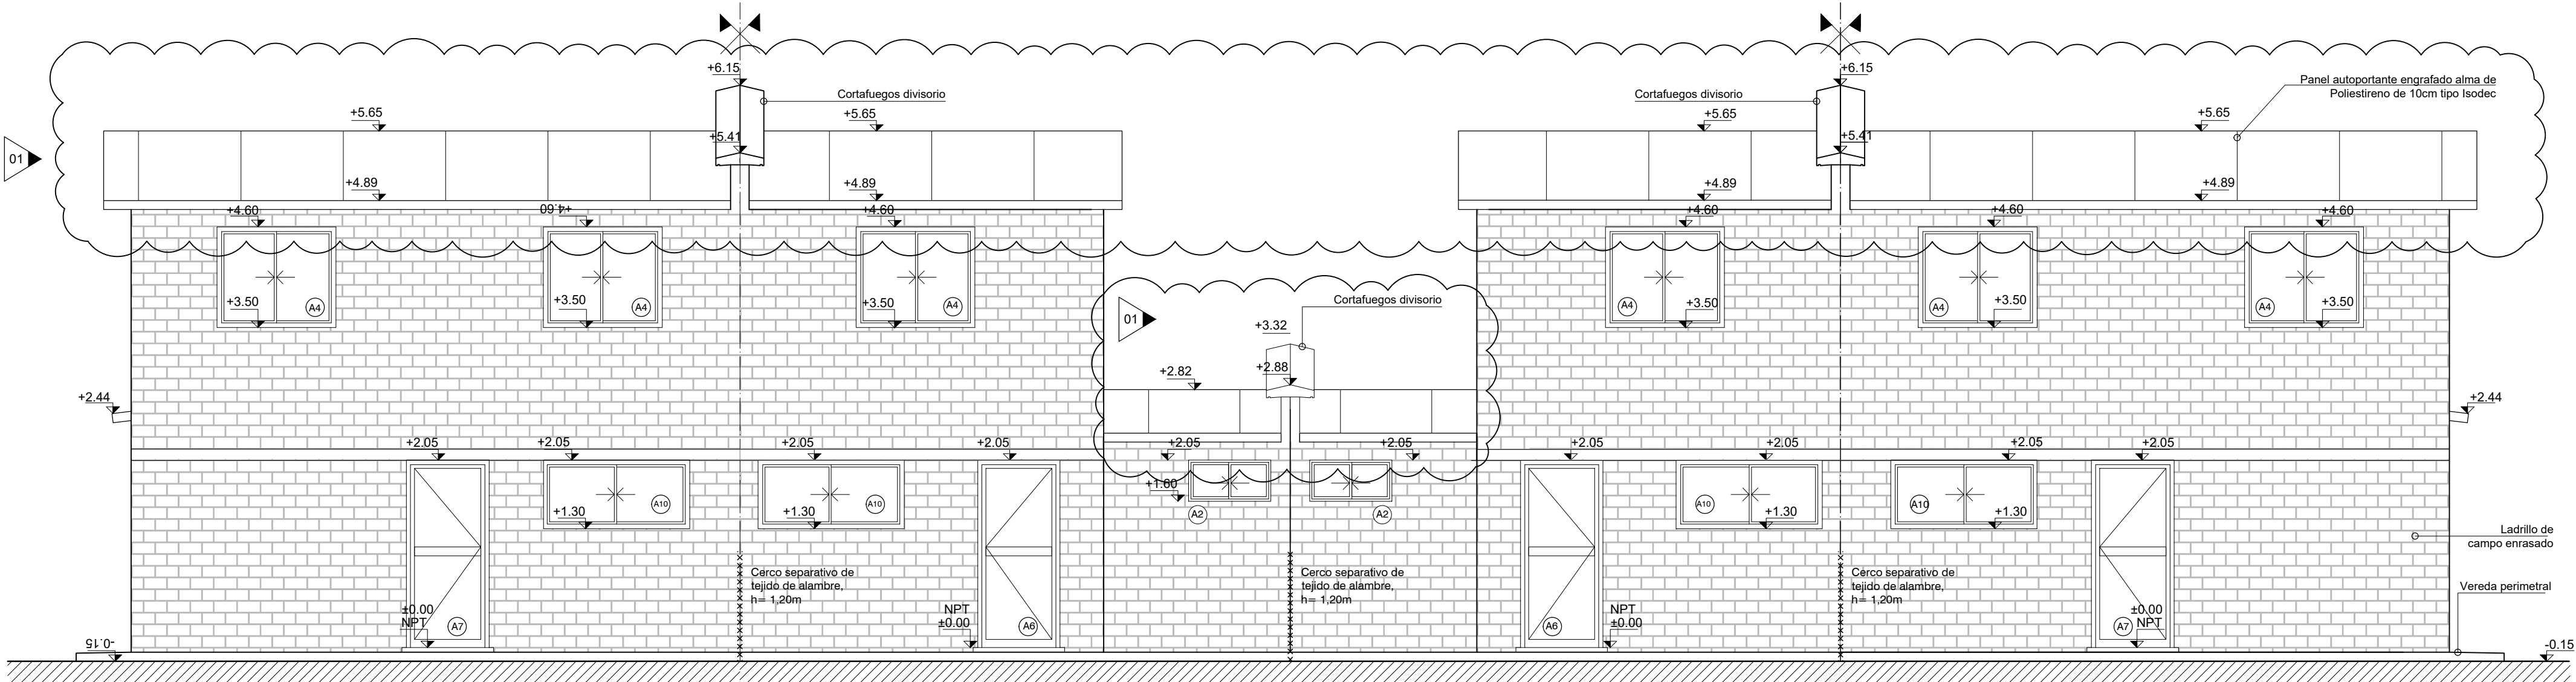 +6.15
+6.15
Cortafuegos divisorio
Cortafuegos divisorio
Panel autoportante engrafado alma de
Poliestireno de 10cm tipo Isodec
+5.65
+5.65
+5.65
+5.65
+5.41
+5.41
01
+4.89
+4.89
+4.89
+4.89
+4.60
+4.60
+4.60
+4.60
+4.60
+4.60
+3.50
A4
+3.50
A4
+3.50
A4
A4
+3.50
A4
+3.50
A4
+3.50
Cortafuegos divisorio
01
+3.32
+2.88
+2.82
+2.44
+2.44
+2.05
+2.05
+2.05
+2.05
+2.05
+2.05
+2.05
+2.05
+2.05
+2.05
+1.60
A10
A10
A2
A2
A10
A10
+1.30
+1.30
+1.30
+1.30
Ladrillo de
campo enrasado
Cerco separativo de
tejido de alambre,
h= 1,20m
Cerco separativo de
tejido de alambre,
h= 1,20m
Cerco separativo de
tejido de alambre,
h= 1,20m
Vereda perimetral
±0.00
NPT
A7
NPT
±0.00
A6
A6
NPT
±0.00
A7
±0.00
NPT
-0.15
-0.15